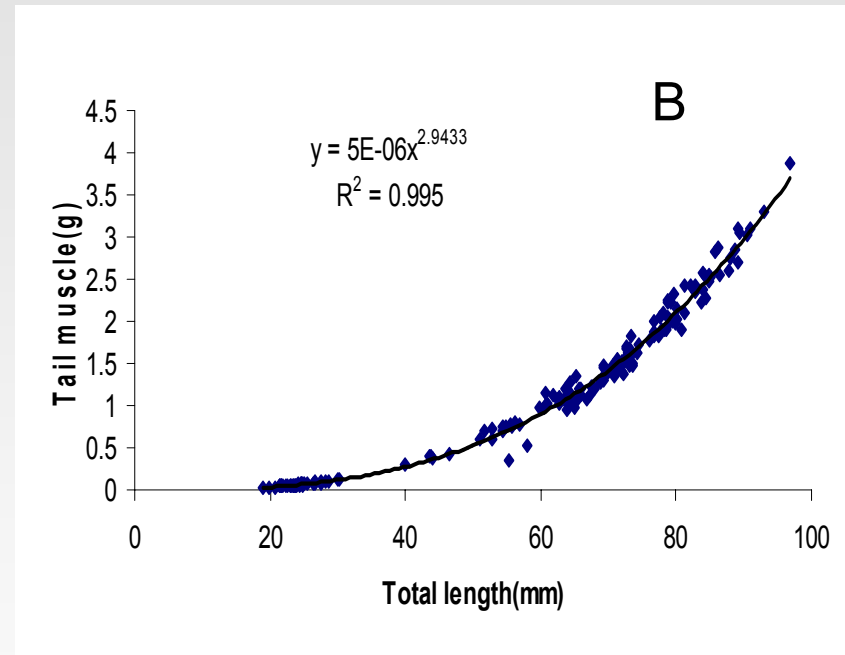 B
4.5
4
3.5
3
2.5
2
1.5
1
0.5
0
Tail muscle(g)
y = 5E-06x^2.9433
R^2 = 0.995
0 20 40 60 80 100
Total length(mm)